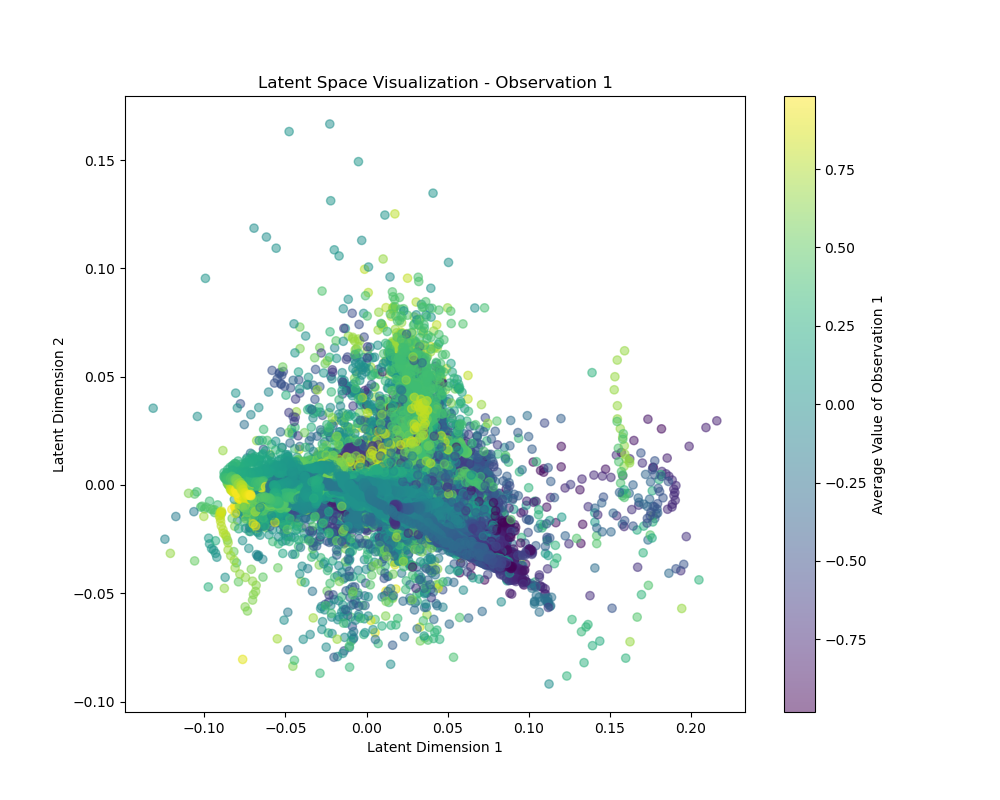 Latent Space Visualization - Observation 1
Latent Dimension 2
0.15
0.10
0.05
0.00
−0.05
−0.10
−0.10 −0.05 0.00 0.05 0.10 0.15 0.20
Latent Dimension 1
0.75
0.50
0.25
0.00
−0.25
−0.50
−0.75
Average Value of Observation 1